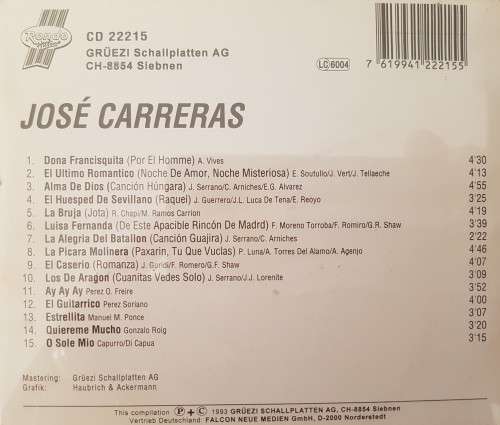 Rondo
CD 22215
GRÜEZI Schallplatten AG
CH-8854 Siebnen
LC 6004
7 619941 222155
JOSÉ CARRERAS
1. Dona Francisquita (Por El Homme) A. Vives 4'30
2. El Ultimo Romantico (Noche De Amor, Noche Misteriosa) E. Soutullo/J. Vert/J. Tellaeche 4'13
3. Alma De Dios (Canción Húngara) J. Serrano/C. Arniches/E.G. Alvarez 4'55
4. El Huesped De Sevillano (Raquel) J. Guerrero/J.L. Luca De Tena/E. Reoyo 3'25
5. La Bruja (Jota) R. Chapi/M. Ramos Carrion 4'19
6. Luisa Fernanda (De Este Apacible Rincón De Madrd) F. Moreno Torroba/F. Romiro/G.R. Shaw 2'39
7. La Alegria Del Batallon (Canción Guajira) J. Serrano/C. Arniches 2'22
8. La Picara Molinera (Paxarin, Tü Que Vuclas) P. Luna/A. Torres Del Alamo/A. Agenjo 4'46
9. El Caserio (Romanza) J. Guridi/F. Romero/G.F. Shaw 4'07
10. Los De Aragon (Cuanitas Vedes Solo) J. Serrano/J.J. Lorenite 3'09
11. Ay Ay Ay Perez O. Freire 3'52
12. El Guitarrico Perez Soriano 4'00
13. Estrellita Manuel M. Ponce 3'07
14. Quiereme Mucho Gonzalo Roig 3'20
15. O Sole Mio Capurro/Di Capua 3'15
Mastering: Grüezi Schallplatten AG
Grafik: Haubrich & Ackermann
This compilation P + C 1993 GRÜEZI SCHALLPLATTEN AG, CH-8854 Siebnen
Vertrieb Deutschland: FALCON NEUE MEDIEN GmbH, D-2000 Norderstedt